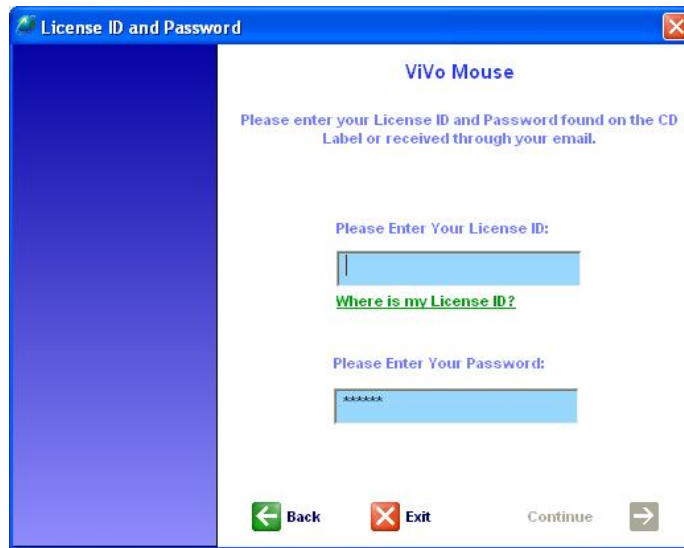 License ID and Password
ViVo Mouse
Please enter your License ID and Password found on the CD
Label or received through your email.
Please Enter Your License ID:
Where is my License ID?
Please Enter Your Password:
******
Back Exit Continue